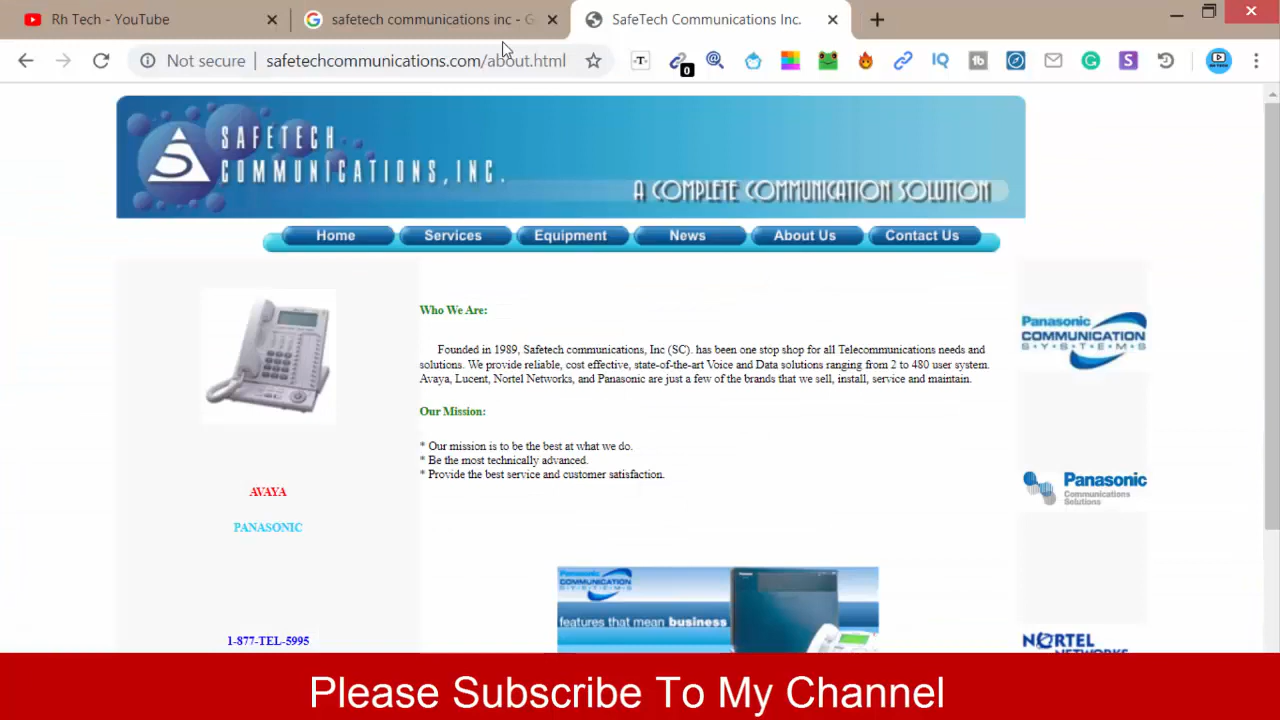 Rh Tech - YouTube
safetech communications inc - G
SafeTech Communications Inc.
Not secure
safetechcommunications.com/about.html
-T-
0
IQ
1b
G
S
SAFETECH
COMMUNICATIONS, INC.
A COMPLETE COMMUNICATION SOLUTION
Home
Services
Equipment
News
About Us
Contact Us
Who We Are:
Founded in 1989, Safetech communications, Inc (SC). has been one stop shop for all Telecommunications needs and
solutions. We provide reliable, cost effective, state-of-the-art Voice and Data solutions ranging from 2 to 480 user system.
Avaya, Lucent, Nortel Networks, and Panasonic are just a few of the brands that we sell, install, service and maintain.
Our Mission:
* Our mission is to be the best at what we do.
* Be the most technically advanced.
* Provide the best service and customer satisfaction.
AVAYA
PANASONIC
1-877-TEL-5995
Panasonic
COMMUNICATION
S•Y•S•T•E•M•S
Panasonic
Communications
Solutions
NORTEL
NETWORKS
Panasonic
COMMUNICATION
S•Y•S•T•E•M•S
features that mean business
Please Subscribe To My Channel